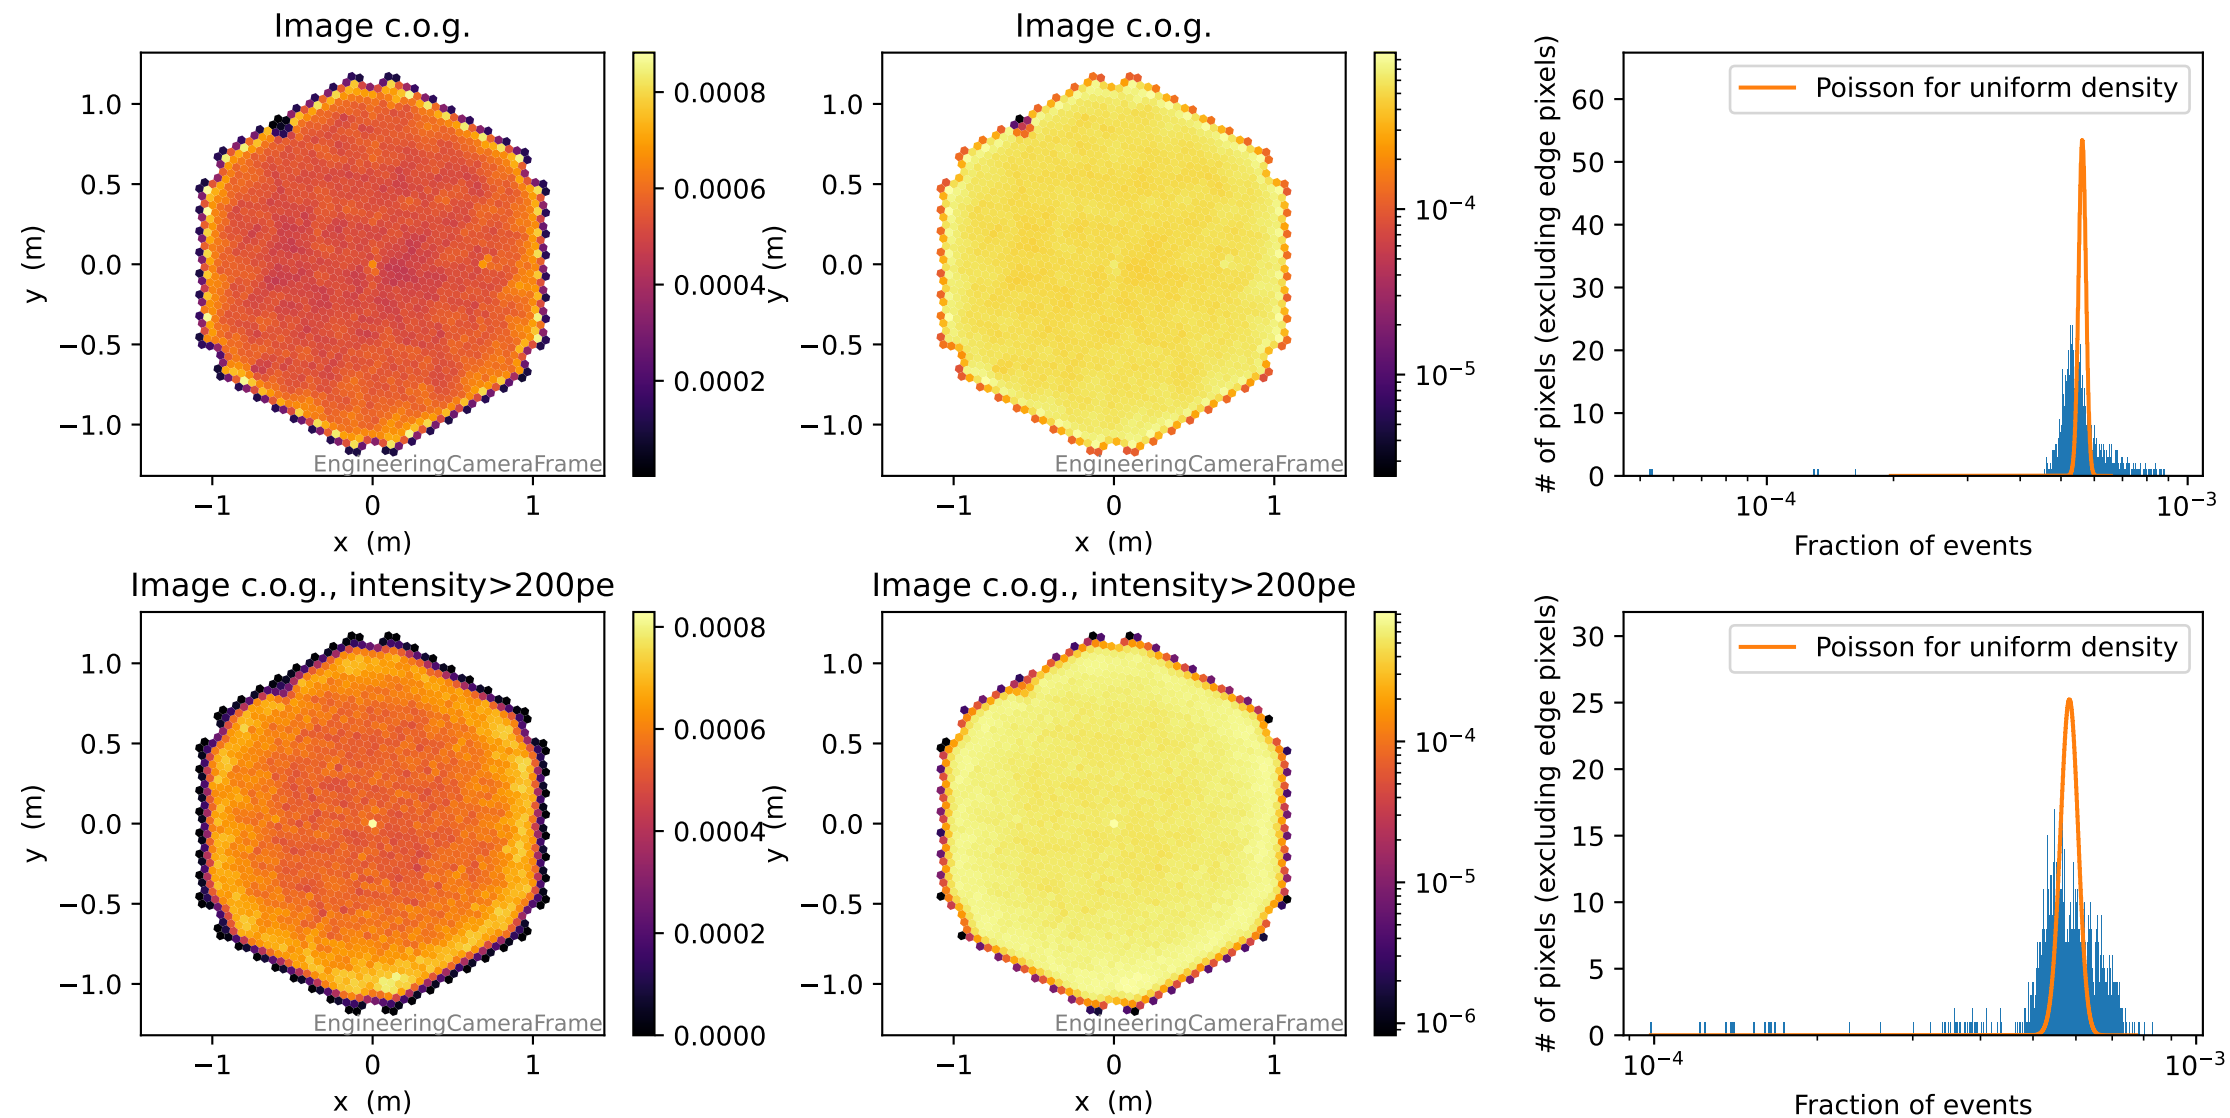 Image c.o.g.
1.0
0.5
0.0
−0.5
−1.0
y (m)
−1
0
1
x (m)
EngineeringCameraFrame
0.0008
0.0006
0.0004
0.0002
Image c.o.g.
1.0
0.5
0.0
−0.5
−1.0
y (m)
−1
0
1
x (m)
EngineeringCameraFrame
10⁻⁴
10⁻⁵
# of pixels (excluding edge pixels)
60
50
40
30
20
10
0
Poisson for uniform density
10⁻⁴
10⁻³
Fraction of events
Image c.o.g., intensity>200pe
1.0
0.5
0.0
−0.5
−1.0
y (m)
−1
0
1
x (m)
EngineeringCameraFrame
0.0008
0.0006
0.0004
0.0002
0.0000
Image c.o.g., intensity>200pe
1.0
0.5
0.0
−0.5
−1.0
y (m)
−1
0
1
x (m)
EngineeringCameraFrame
10⁻⁴
10⁻⁵
10⁻⁶
# of pixels (excluding edge pixels)
30
25
20
15
10
5
0
Poisson for uniform density
10⁻⁴
10⁻³
Fraction of events